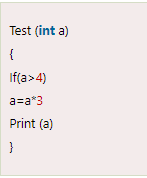 Test (int a)
{
If(a>4)
a=a*3
Print (a)
}